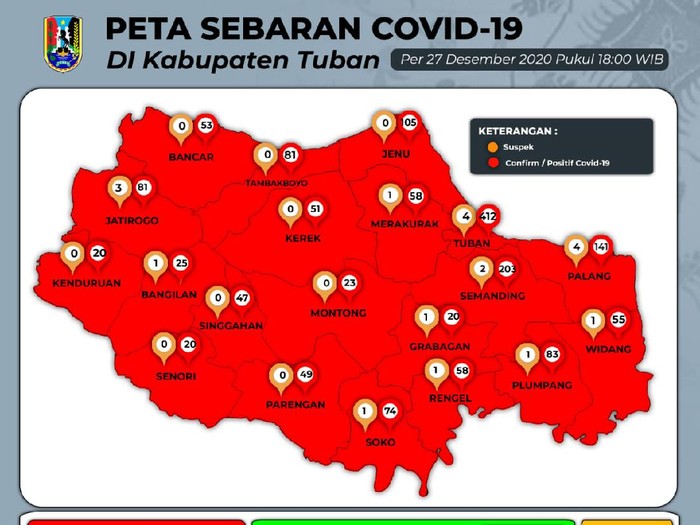 PETA SEBARAN COVID-19
DI Kabupaten Tuban Per 27 Desember 2020 Pukul 18:00 WIB
KETERANGAN :
Suspek
Confirm / Positif Covid-19
0 53
BANCAR
0 105
JENU
0 81
TAMBAKBOYO
3 81
JATIROGO
1 58
MERAKURAK
0 51
KEREK
4 412
TUBAN
4 141
PALANG
0 20
KENDURUAN
1 25
BANGILAN
2 203
SEMANDING
0 23
MONTONG
0 47
SINGGAHAN
1 20
GRABAGAN
1 55
WIDANG
0 20
SENORI
1 83
PLUMPANG
0 49
PARENGAN
1 58
RENGEL
1 74
SOKO